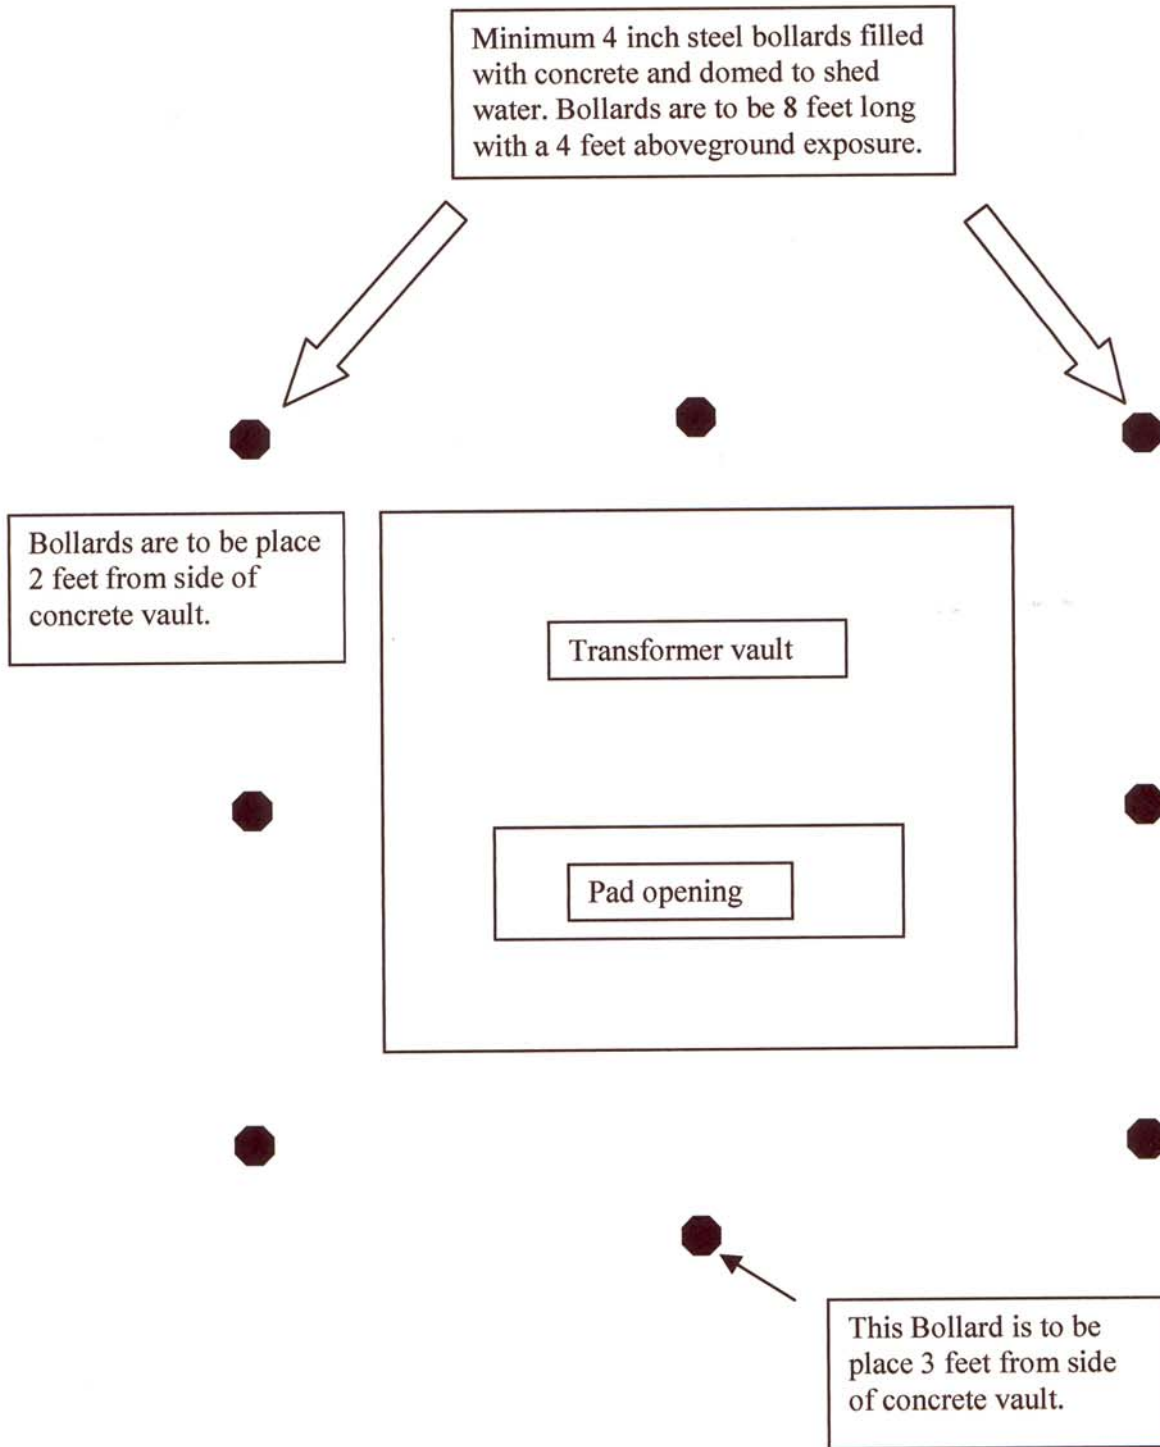 Minimum 4 inch steel bollards filled
with concrete and domed to shed
water. Bollards are to be 8 feet long
with a 4 feet aboveground exposure.
Bollards are to be place
2 feet from side of
concrete vault.
Transformer vault
Pad opening
This Bollard is to be
place 3 feet from side
of concrete vault.